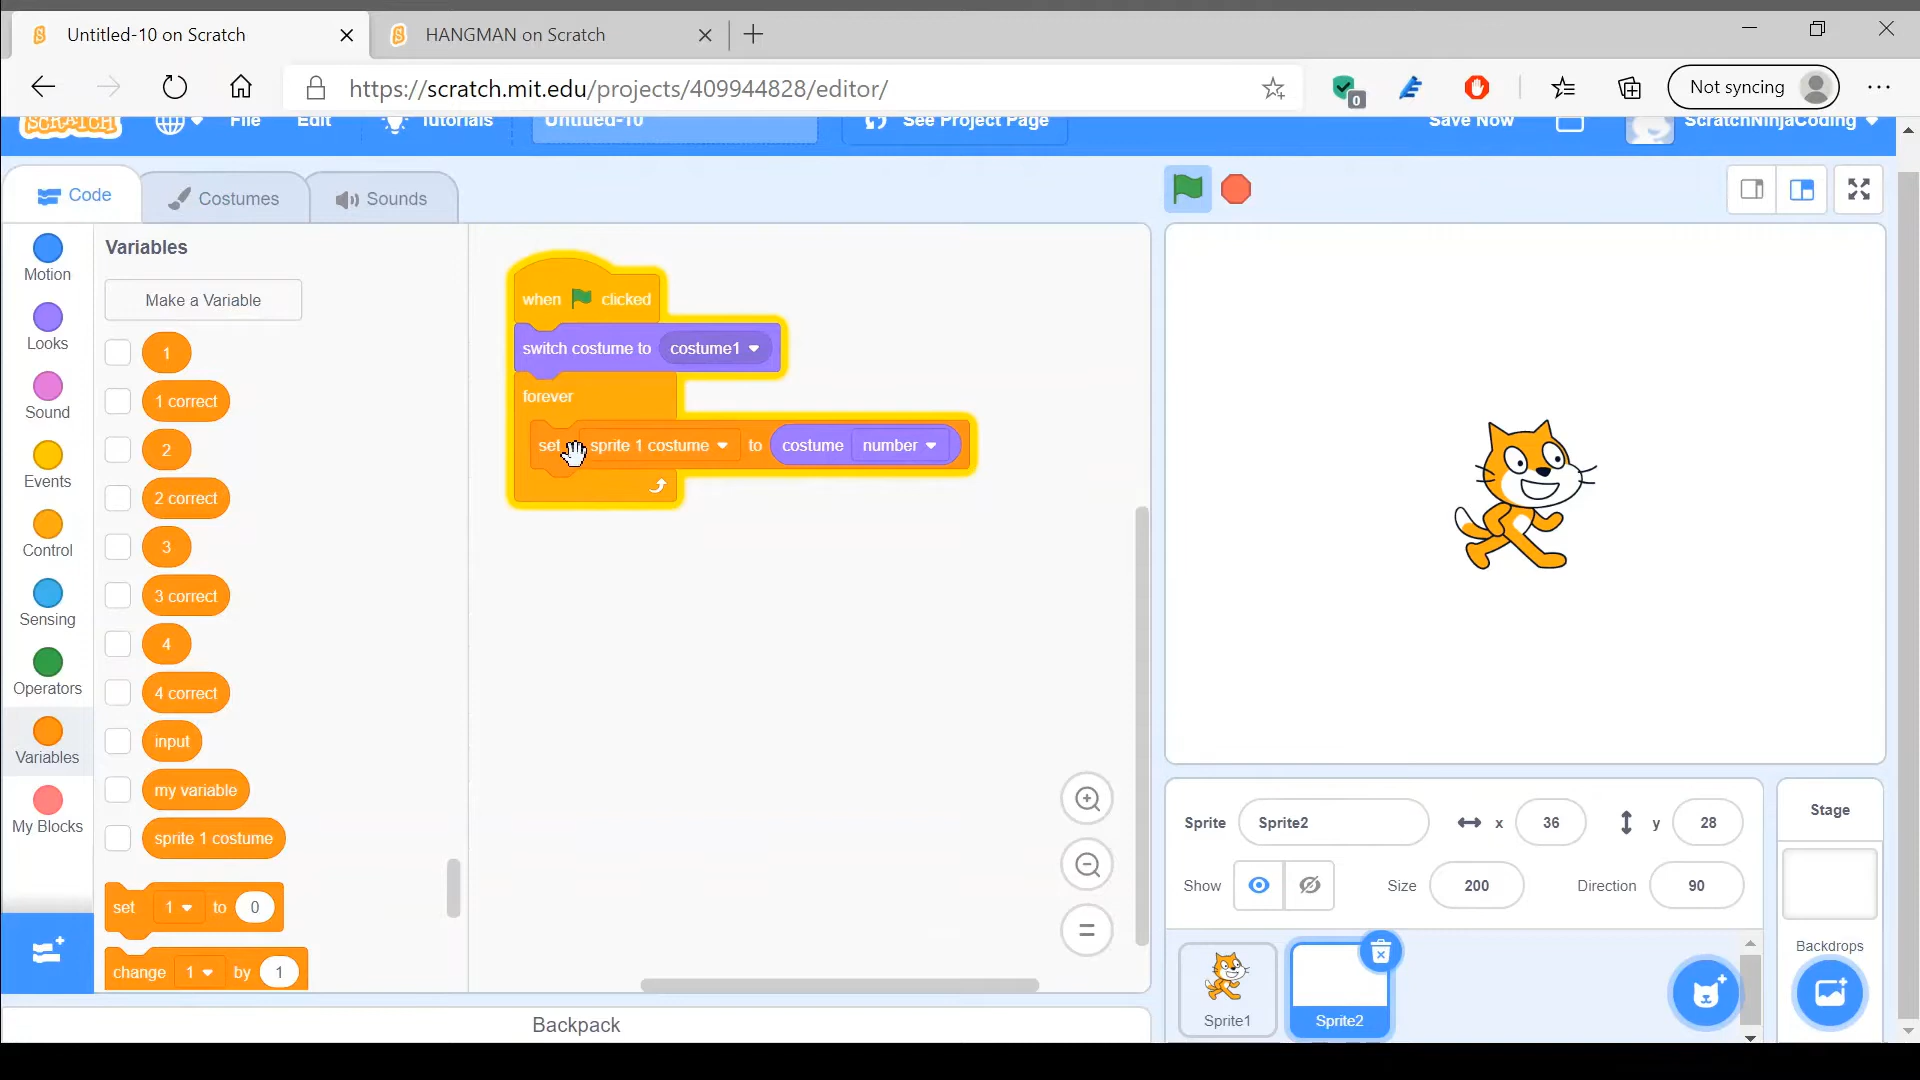 Untitled-10 on Scratch
HANGMAN on Scratch
https://scratch.mit.edu/projects/409944828/editor/
0
Not syncing
SCRATCH
File
Edit
Tutorials
Untitled-10
See Project Page
Save Now
ScratchNinjaCoding
Code
Costumes
Sounds
Motion
Looks
Sound
Events
Control
Sensing
Operators
Variables
My Blocks
Variables
Make a Variable
1
1 correct
2
2 correct
3
3 correct
4
4 correct
input
my variable
sprite 1 costume
set 1 to 0
change 1 by 1
when clicked
switch costume to costume1
forever
set sprite 1 costume to costume number
Backpack
Sprite Sprite2 x 36 y 28
Show Size 200 Direction 90
Sprite1
Sprite2
Stage
Backdrops